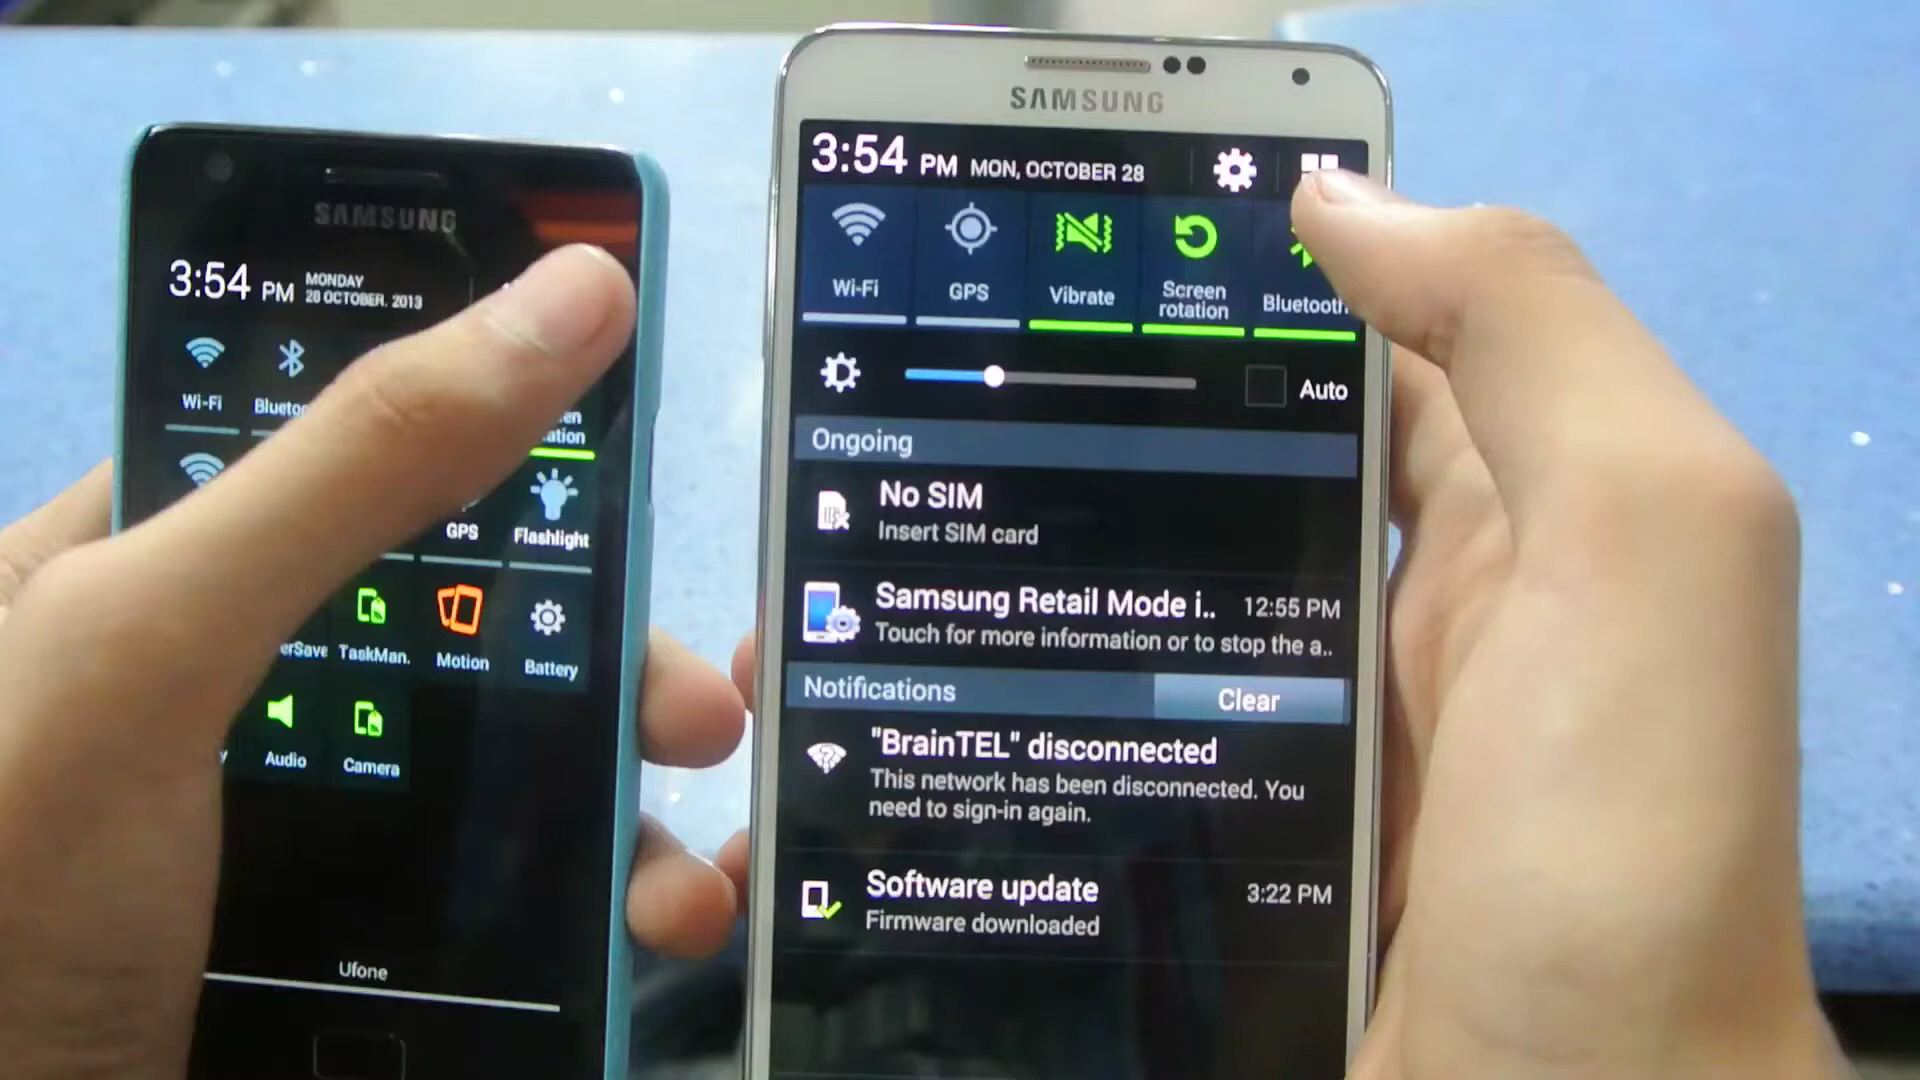 SAMSUNG
3:54 PM MONDAY
28 OCTOBER, 2013
Wi-Fi
GPS
Flashlight
TaskMan.
Motion
Battery
Audio
Camera
Ufone
SAMSUNG
3:54 PM MON, OCTOBER 28
Wi-Fi
GPS
Vibrate
Screen
rotation
Bluetooth
Auto
Ongoing
No SIM
Insert SIM card
Samsung Retail Mode i.. 12:55 PM
Touch for more information or to stop the a..
Notifications
Clear
"BrainTEL" disconnected
This network has been disconnected. You
need to sign-in again.
Software update 3:22 PM
Firmware downloaded